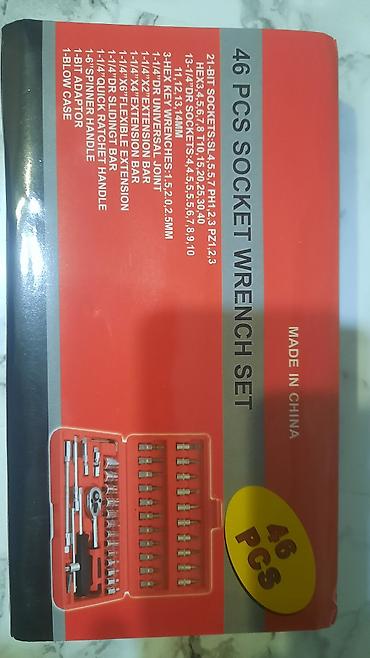 46 PCS SOCKET WRENCH SET
21-BIT SOCKETS:SL4,5.5,7 PH1,2,3 PZ1,2,3
HEX3,4,5,6,7,8 T10,15,20,25,30,40
13-1/4"DR SOCKETS:4,4.5,5,5.5,6,7,8,9,10
11,12,13,14MM
3-HEX KEY WRENCHES:1.5,2.0,2.5MM
1-1/4"DR UNIVERSAL JOINT
1-1/4"X2"EXTENSION BAR
1-1/4"X4"EXTENSION BAR
1-1/4"X6"FLEXIBLE EXTENSION
1-1/4"DR SLIDGT. BAR
1-1/4"QUICK RATCHET HANDLE
1-6"SPINNER HANDLE
1-BIT ADAPTOR
1-BLOW CASE
MADE IN CHINA
46
PCS